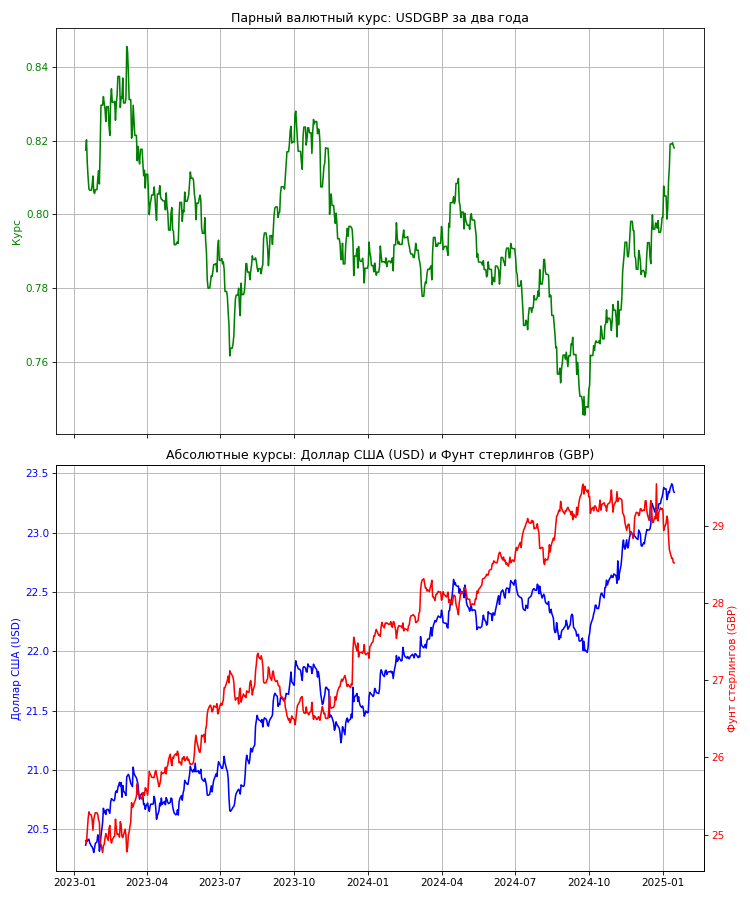 Парный валютный курс: USDGBP за два года
0.84
0.82
0.80
0.78
0.76
Курс
Абсолютные курсы: Доллар США (USD) и Фунт стерлингов (GBP)
23.5
23.0
22.5
22.0
21.5
21.0
20.5
Доллар США (USD)
29
28
27
26
25
Фунт стерлингов (GBP)
2023-01 2023-04 2023-07 2023-10 2024-01 2024-04 2024-07 2024-10 2025-01